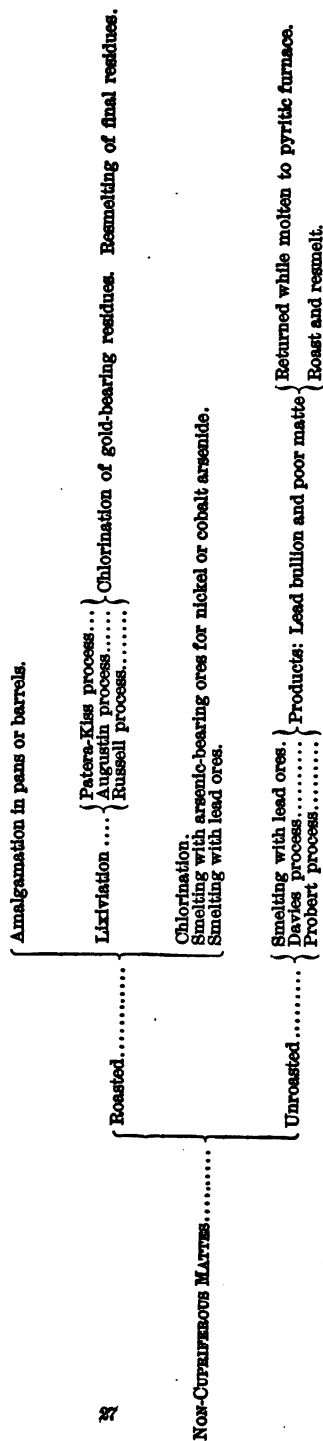 27
NON-CUPRIFEROUS MATTES..........
Roasted............
Amalgamation in pans or barrels.
Lixiviation ....
Patera-Kiss process...
Augustin process......
Russell process........
Chlorination of gold-bearing residues. Resmelting of final residues.
Chlorination.
Smelting with arsenic-bearing ores for nickel or cobalt arsenide.
Smelting with lead ores.
Unroasted..........
Smelting with lead ores.
Davies process..........
Probert process.........
Products: Lead bullion and poor matte
Returned while molten to pyritic furnace.
Roast and resmelt.